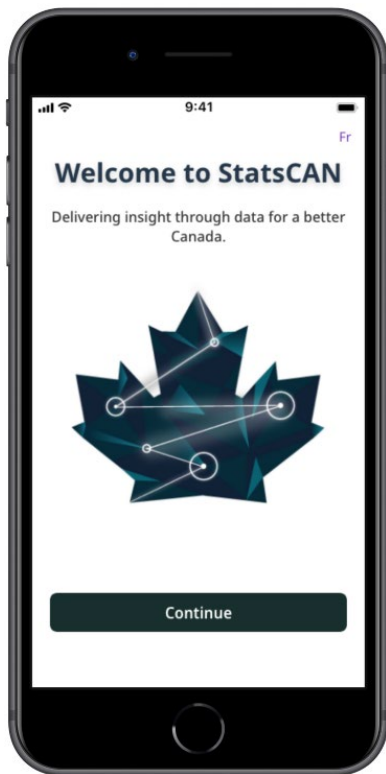 9:41
Fr
Welcome to StatsCAN
Delivering insight through data for a better
Canada.
Continue